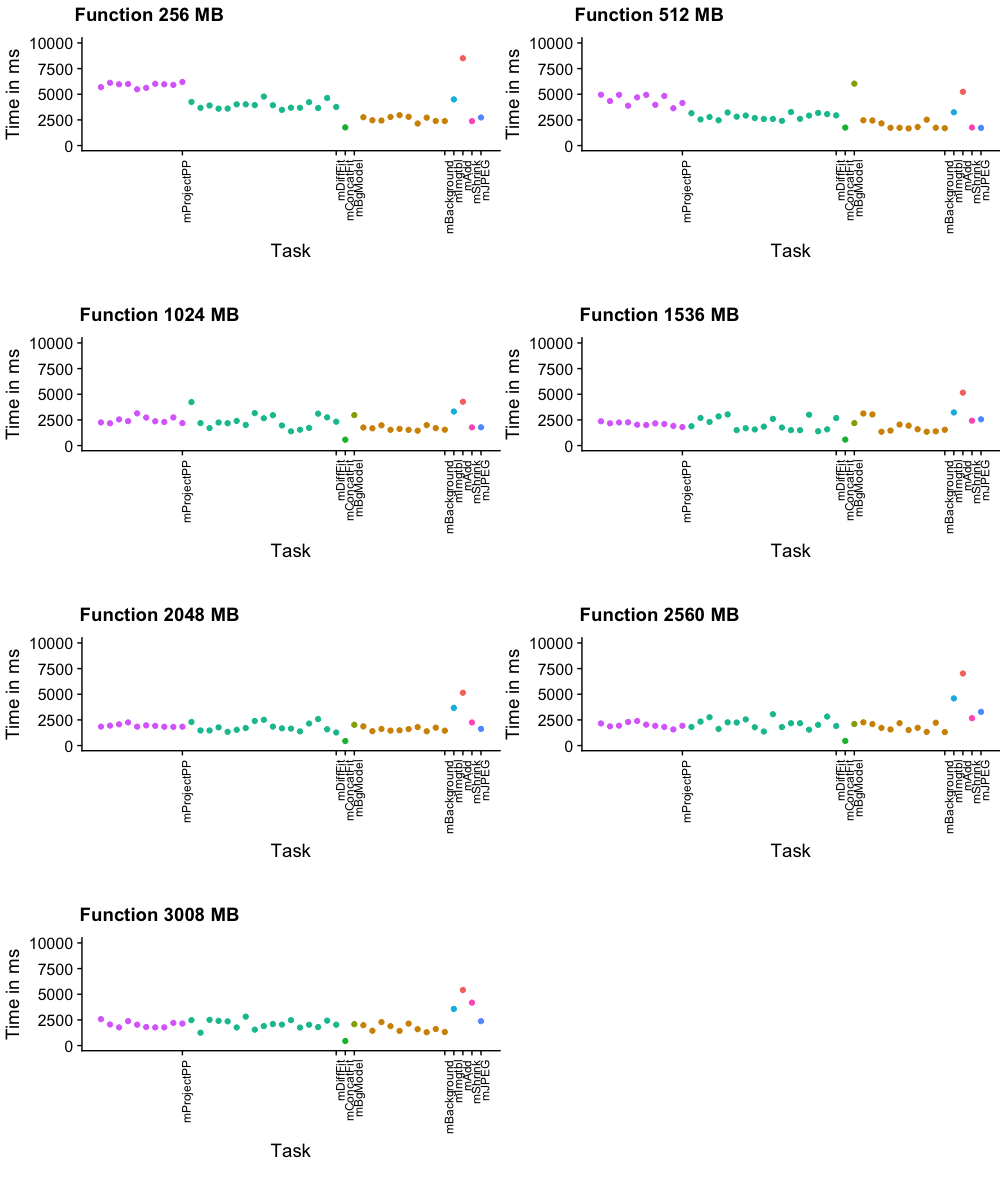 Function 256 MB
Time in ms
10000
7500
5000
2500
0
mProjectPP
mDiffFit
mConcatFit
mBgModel
mBackground
mImgtbl
mAdd
mShrink
mJPEG
Task
Function 512 MB
Time in ms
10000
7500
5000
2500
0
mProjectPP
mDiffFit
mConcatFit
mBgModel
mBackground
mImgtbl
mAdd
mShrink
mJPEG
Task
Function 1024 MB
Time in ms
10000
7500
5000
2500
0
mProjectPP
mDiffFit
mConcatFit
mBgModel
mBackground
mImgtbl
mAdd
mShrink
mJPEG
Task
Function 1536 MB
Time in ms
10000
7500
5000
2500
0
mProjectPP
mDiffFit
mConcatFit
mBgModel
mBackground
mImgtbl
mAdd
mShrink
mJPEG
Task
Function 2048 MB
Time in ms
10000
7500
5000
2500
0
mProjectPP
mDiffFit
mConcatFit
mBgModel
mBackground
mImgtbl
mAdd
mShrink
mJPEG
Task
Function 2560 MB
Time in ms
10000
7500
5000
2500
0
mProjectPP
mDiffFit
mConcatFit
mBgModel
mBackground
mImgtbl
mAdd
mShrink
mJPEG
Task
Function 3008 MB
Time in ms
10000
7500
5000
2500
0
mProjectPP
mDiffFit
mConcatFit
mBgModel
mBackground
mImgtbl
mAdd
mShrink
mJPEG
Task